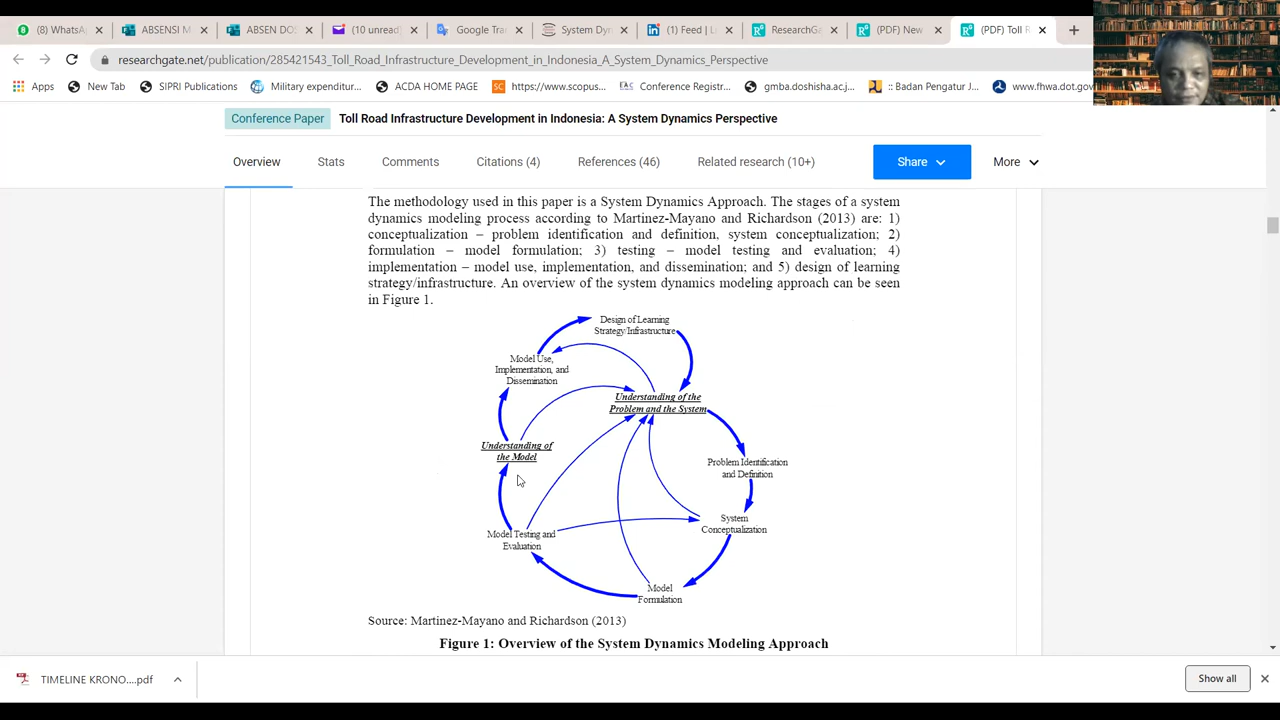 (8) WhatsA
ABSENSI M
ABSEN DO
(10 unread
Google Tr
System Dy
(1) Feed | L
ResearchGa
(PDF) New
(PDF) Toll R
researchgate.net/publication/285421543_Toll_Road_Infrastructure_Development_in_Indonesia_A_System_Dynamics_Perspective
Apps
New Tab
SIPRI Publications
Military expenditur...
ACDA HOME PAGE
SC https://www.scopus...
Conference Registr...
gmba.doshisha.ac.j...
:: Badan Pengatur J...
www.fhwa.dot.gov
Conference Paper
Toll Road Infrastructure Development in Indonesia: A System Dynamics Perspective
Overview
Stats
Comments
Citations (4)
References (46)
Related research (10+)
Share
More
The methodology used in this paper is a System Dynamics Approach. The stages of a system
dynamics modeling process according to Martinez-Mayano and Richardson (2013) are: 1)
conceptualization – problem identification and definition, system conceptualization; 2)
formulation – model formulation; 3) testing – model testing and evaluation; 4)
implementation – model use, implementation, and dissemination; and 5) design of learning
strategy/infrastructure. An overview of the system dynamics modeling approach can be seen
in Figure 1.
Design of Learning
Strategy/Infrastructure
Model Use,
Implementation, and
Dissemination
Understanding of the
Problem and the System
Understanding of
the Model
Problem Identification
and Definition
System
Conceptualization
Model Testing and
Evaluation
Model
Formulation
Source: Martinez-Mayano and Richardson (2013)
Figure 1: Overview of the System Dynamics Modeling Approach
TIMELINE KRONO....pdf
Show all